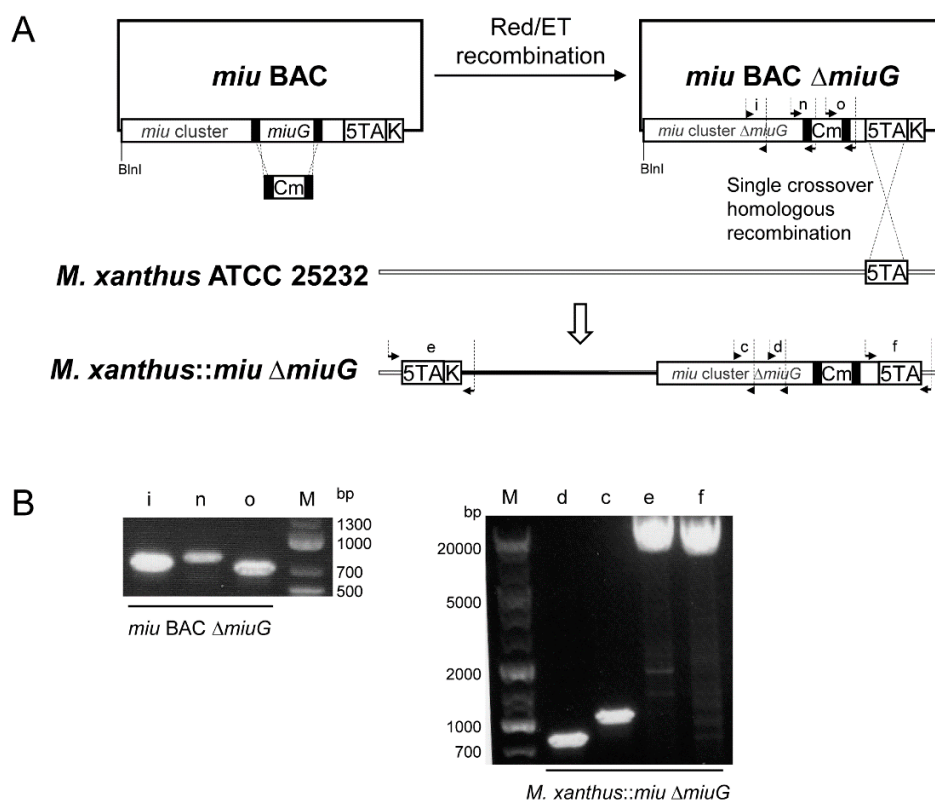 A
Red/ET
recombination
miu BAC
miu BAC ΔmiuG
i n o
miu cluster miuG 5TA K
miu cluster ΔmiuG Cm 5TA K
BlnI
BlnI
Cm
Single crossover
homologous
recombination
M. xanthus ATCC 25232
5TA
e c d f
M. xanthus::miu ΔmiuG
5TA K
miu cluster ΔmiuG Cm 5TA
B
i n o M bp
1300
1000
700
500
miu BAC ΔmiuG
M d c e f
bp
20000
5000
2000
1000
700
M. xanthus::miu ΔmiuG